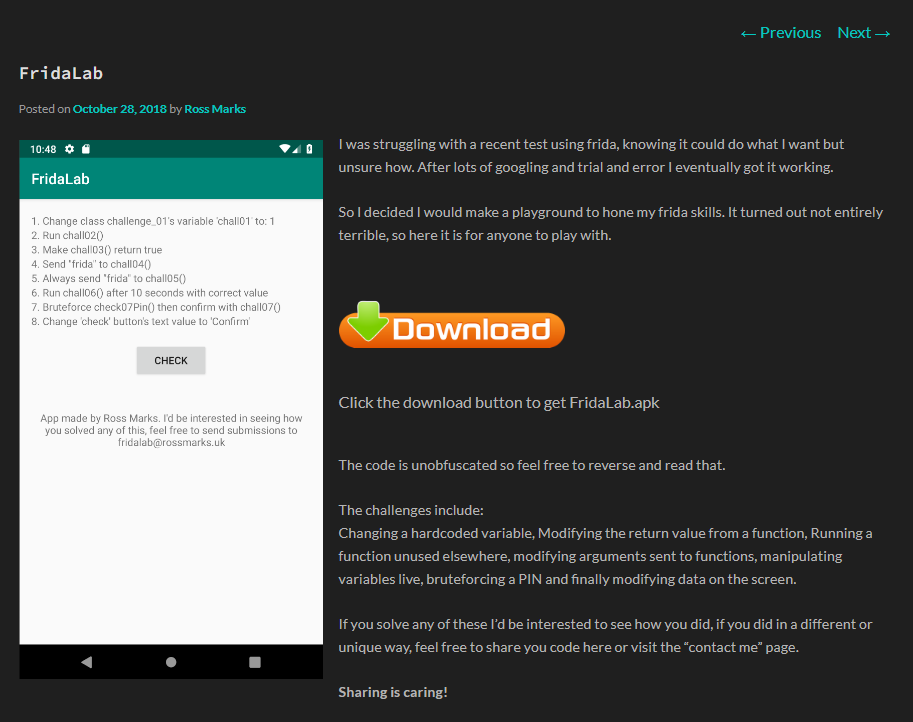 ← Previous Next →
FridaLab
Posted on October 28, 2018 by Ross Marks
10:48
FridaLab
1. Change class challenge_01's variable 'chall01' to: 1
2. Run chall02()
3. Make chall03() return true
4. Send "frida" to chall04()
5. Always send "frida" to chall05()
6. Run chall06() after 10 seconds with correct value
7. Bruteforce check07Pin() then confirm with chall07()
8. Change 'check' button's text value to 'Confirm'
CHECK
App made by Ross Marks. I'd be interested in seeing how
you solved any of this, feel free to send submissions to
fridalab@rossmarks.uk
I was struggling with a recent test using frida, knowing it could do what I want but
unsure how. After lots of googling and trial and error I eventually got it working.
So I decided I would make a playground to hone my frida skills. It turned out not entirely
terrible, so here it is for anyone to play with.
Download
Click the download button to get FridaLab.apk
The code is unobfuscated so feel free to reverse and read that.
The challenges include:
Changing a hardcoded variable, Modifying the return value from a function, Running a
function unused elsewhere, modifying arguments sent to functions, manipulating
variables live, bruteforcing a PIN and finally modifying data on the screen.
If you solve any of these I'd be interested to see how you did, if you did in a different or
unique way, feel free to share you code here or visit the “contact me” page.
Sharing is caring!